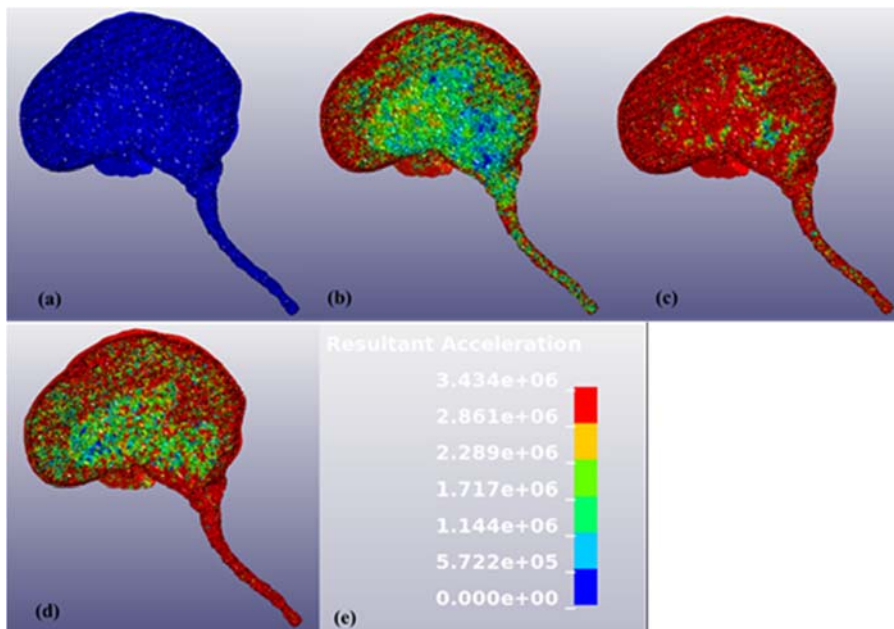 (a)
(b)
(c)
(d)
(e)
Resultant Acceleration
3.434e+06
2.861e+06
2.289e+06
1.717e+06
1.144e+06
5.722e+05
0.000e+00